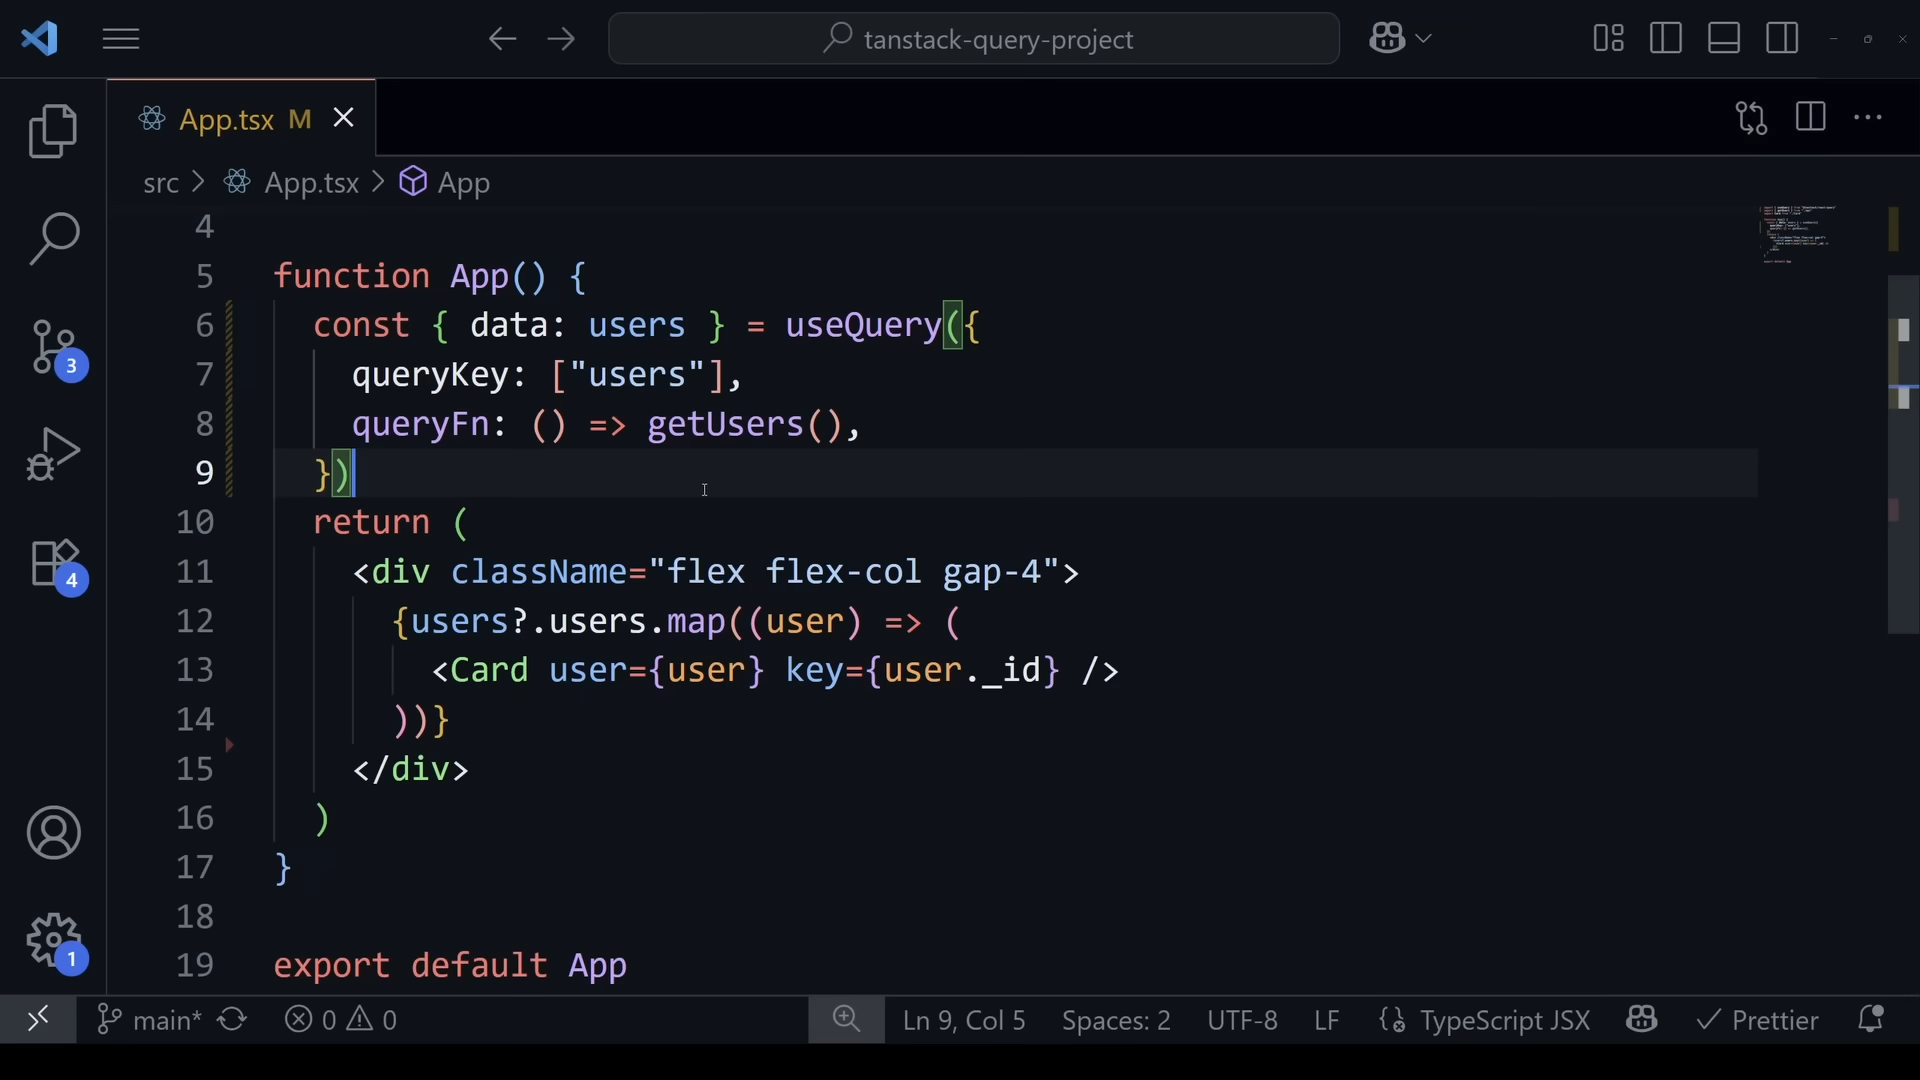 tanstack-query-project
App.tsx M
src > App.tsx > App
4
5 function App() {
6 const { data: users } = useQuery({
7 queryKey: ["users"],
8 queryFn: () => getUsers(),
9 })
10 return (
11 <div className="flex flex-col gap-4">
12 {users?.users.map((user) => (
13 <Card user={user} key={user._id} />
14 ))}
15 </div>
16 )
17 }
18
19 export default App
3
4
1
main* 0 0 Ln 9, Col 5 Spaces: 2 UTF-8 LF TypeScript JSX Prettier